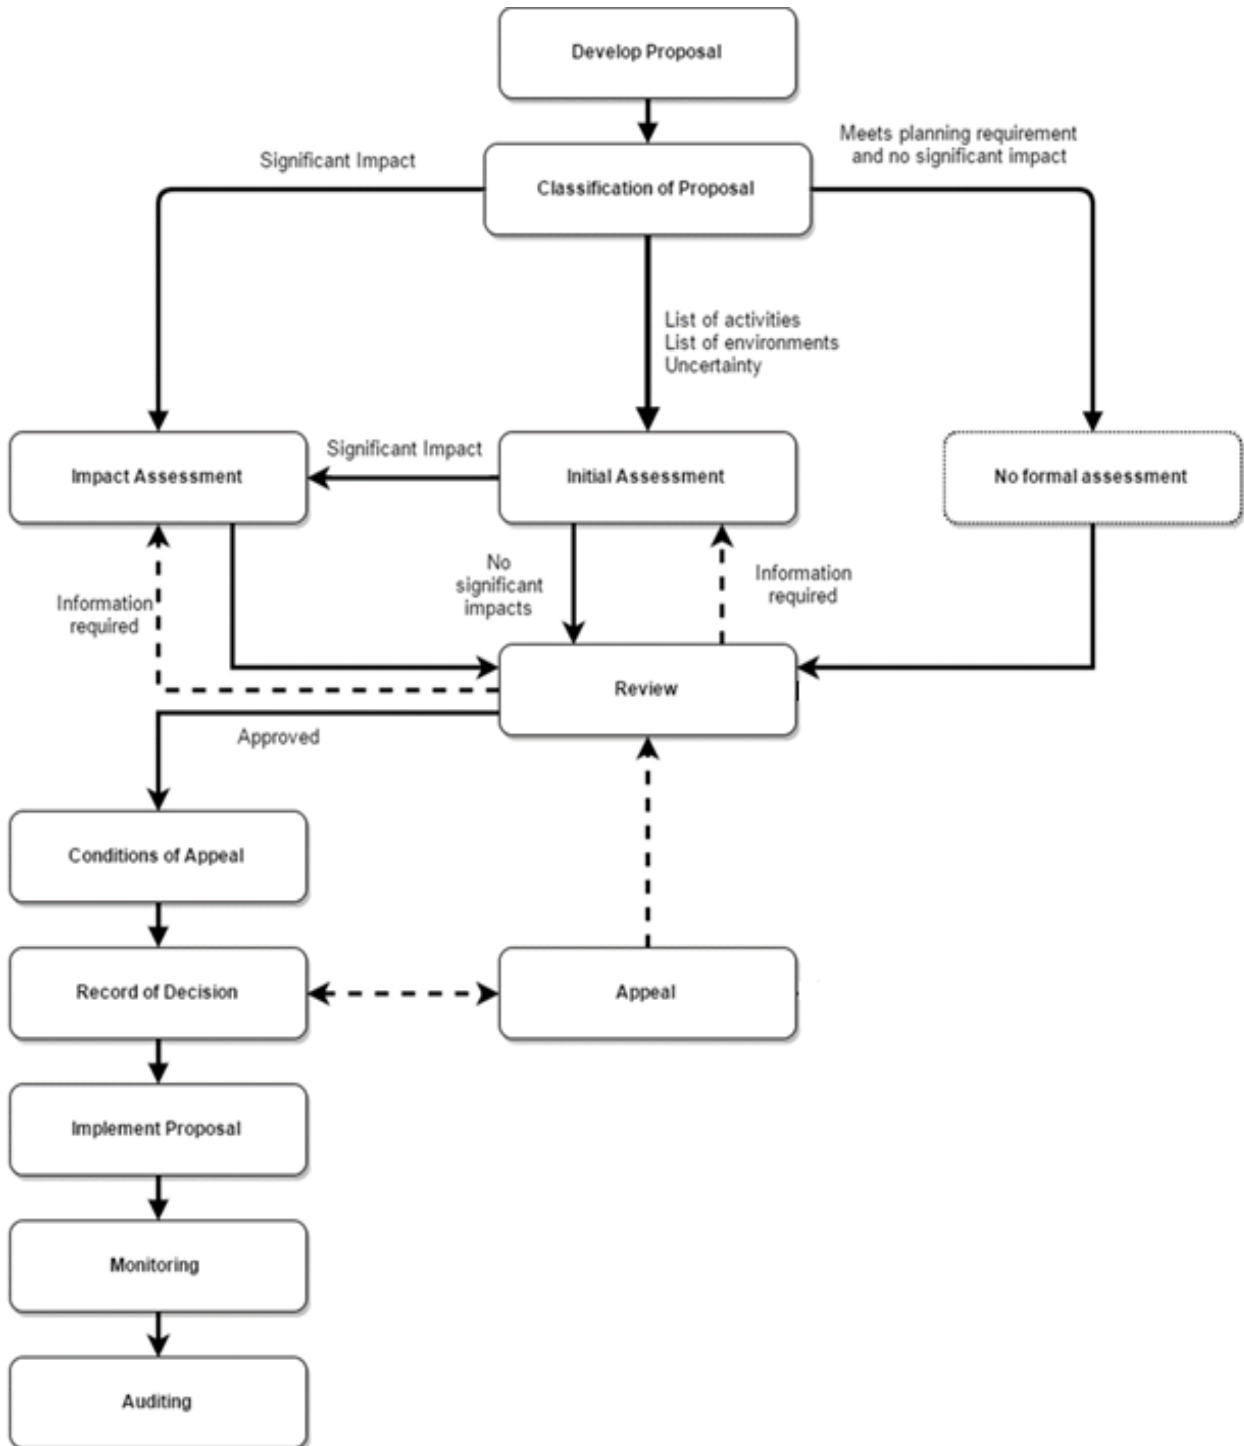 Develop Proposal
Meets planning requirement
and no significant impact
Significant Impact
Classification of Proposal
List of activities
List of environments
Uncertainty
Impact Assessment
Significant Impact
Initial Assessment
No formal assessment
No
significant
impacts
Information
required
Information
required
Review
Approved
Conditions of Appeal
Record of Decision
Appeal
Implement Proposal
Monitoring
Auditing